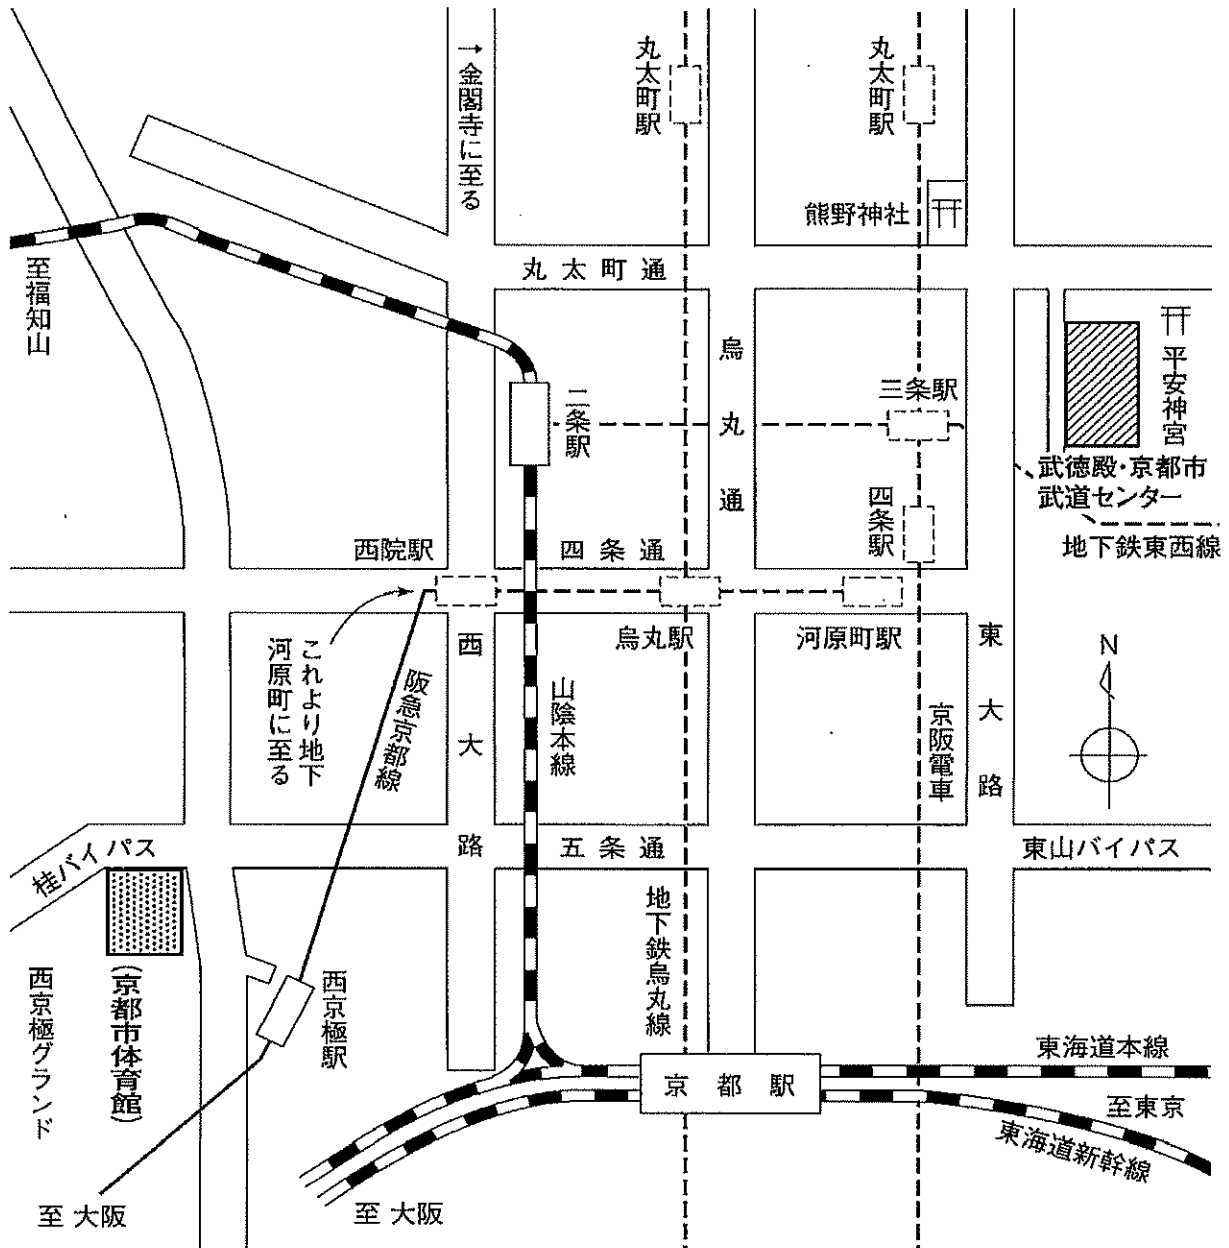 →金閣寺に至る
丸太町駅
丸太町駅
熊野神社
至福知山
丸太町通
烏丸通
二条駅
三条駅
平安神宮
武徳殿・京都市
武道センター
地下鉄東西線
四条駅
西院駅
四条通
烏丸駅
河原町駅
これより地下
河原町に至る
阪急京都線
西大路
山陰本線
京阪電車
東大路
N
桂バイパス
五条通
東山バイパス
西京極グランド
(京都市体育館)
西京極駅
地下鉄烏丸線
京都駅
東海道本線
至東京
東海道新幹線
至 大阪
至 大阪